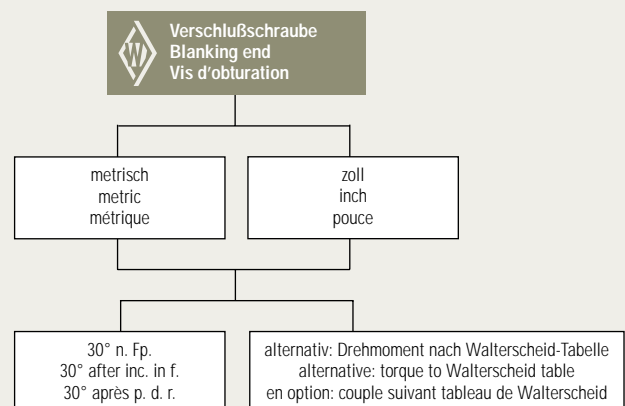 W
Verschlußschraube
Blanking end
Vis d'obturation
metrisch
metric
métrique
zoll
inch
pouce
30° n. Fp.
30° after inc. in f.
30° après p. d. r.
alternativ: Drehmoment nach Walterscheid-Tabelle
alternative: torque to Walterscheid table
en option: couple suivant tableau de Walterscheid